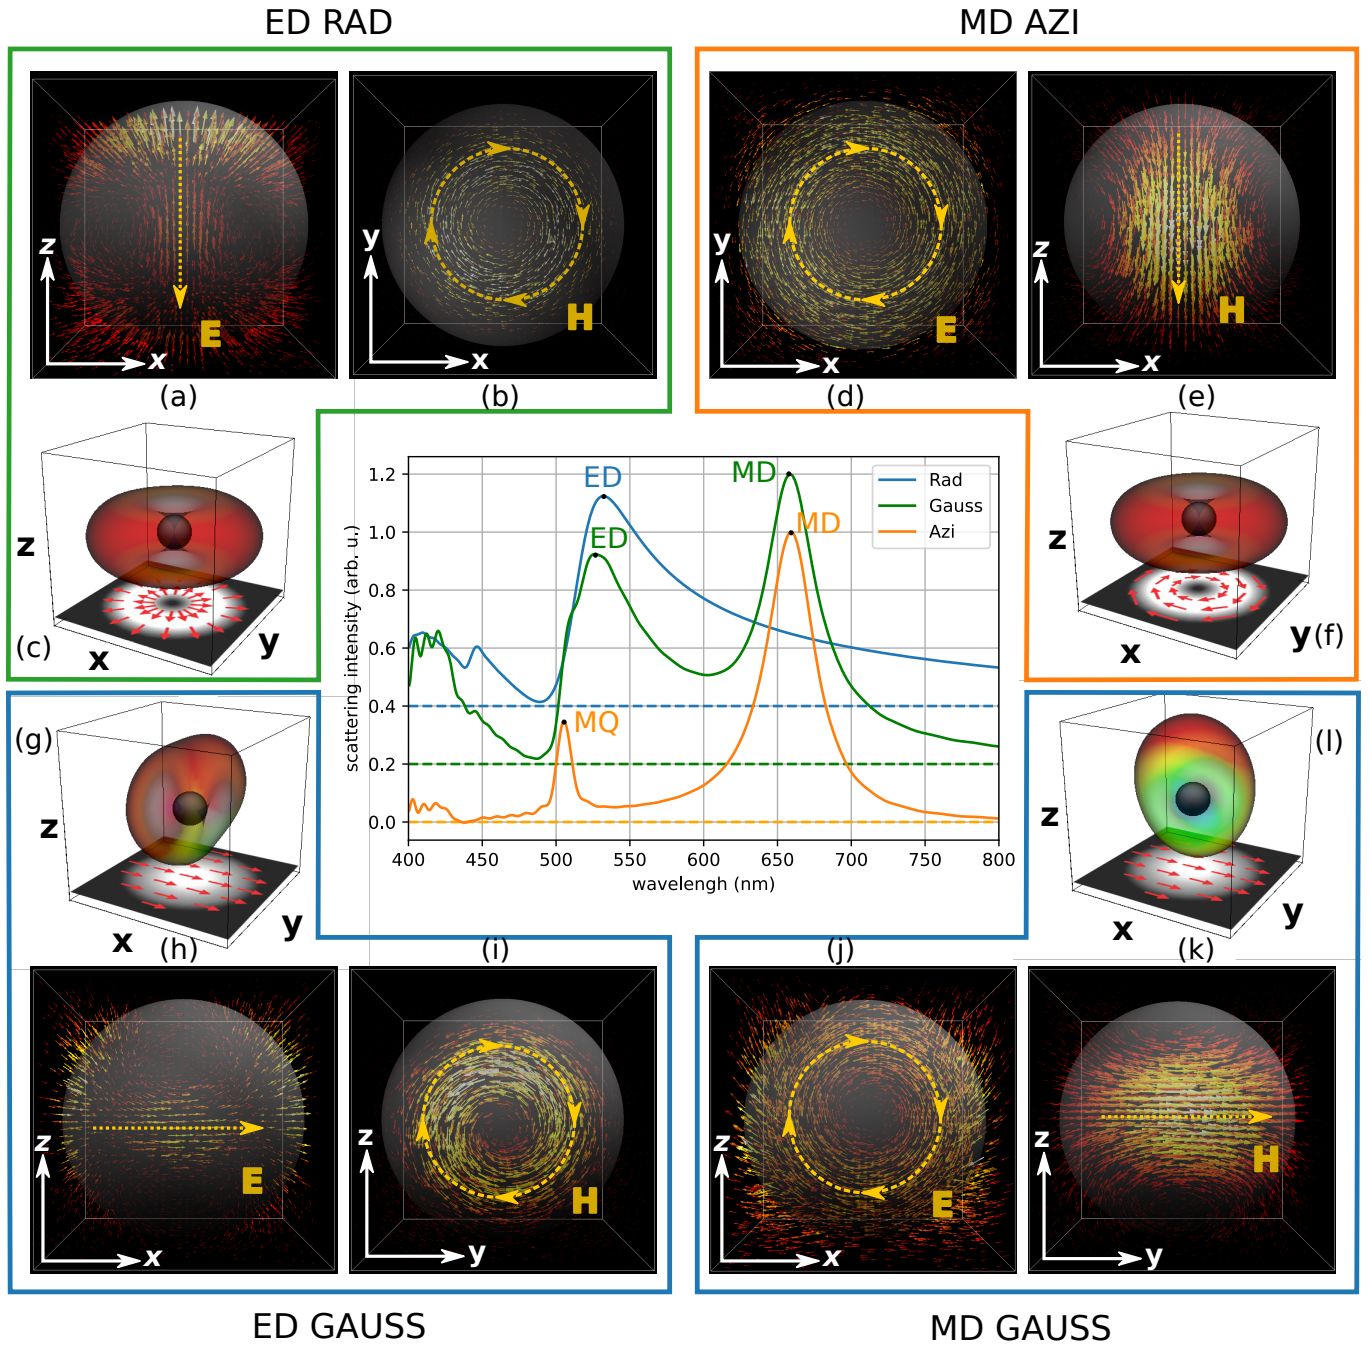 ED RAD
MD AZI
z
x
E
y
x
H
y
x
E
z
x
H
(a)
(b)
(d)
(e)
z
x
y
(c)
z
x
y
(f)
scattering intensity (arb. u.)
1.2
1.0
0.8
0.6
0.4
0.2
0.0
ED
ED
MD
MD
MQ
Rad
Gauss
Azi
400
450
500
550
600
650
700
750
800
wavelengh (nm)
(g)
z
x
y
(l)
z
x
y
(h)
(i)
(j)
(k)
z
x
E
z
y
H
z
x
E
z
y
H
ED GAUSS
MD GAUSS